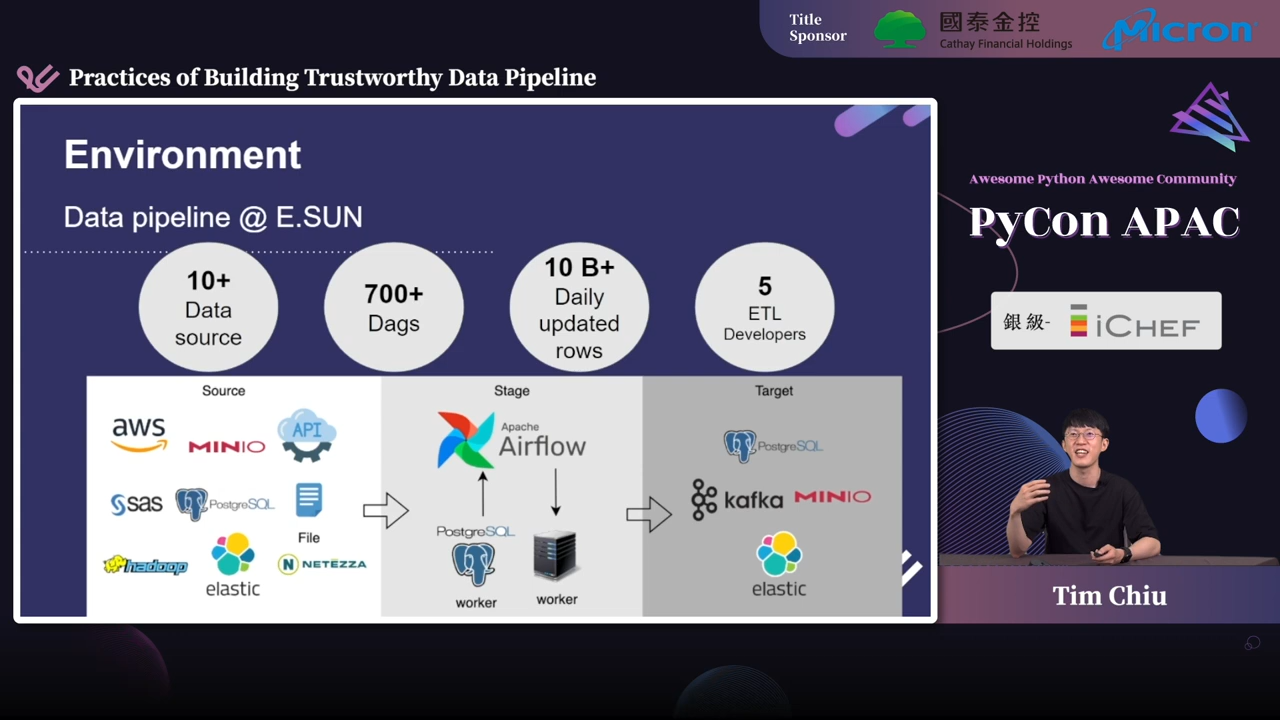 Title
Sponsor
國泰金控
Cathay Financial Holdings
Micron
Practices of Building Trustworthy Data Pipeline
Environment
Data pipeline @ E.SUN
10+
Data
source
700+
Dags
10 B+
Daily
updated
rows
5
ETL
Developers
Source
aws
MINIO
API
sas
PostgreSQL
File
hadoop
elastic
NETEZZA
Stage
Apache
Airflow
PostgreSQL
worker
worker
Target
PostgreSQL
kafka
MINIO
elastic
Awesome Python Awesome Community
PyCon APAC
銀級-
iCHEF
Tim Chiu